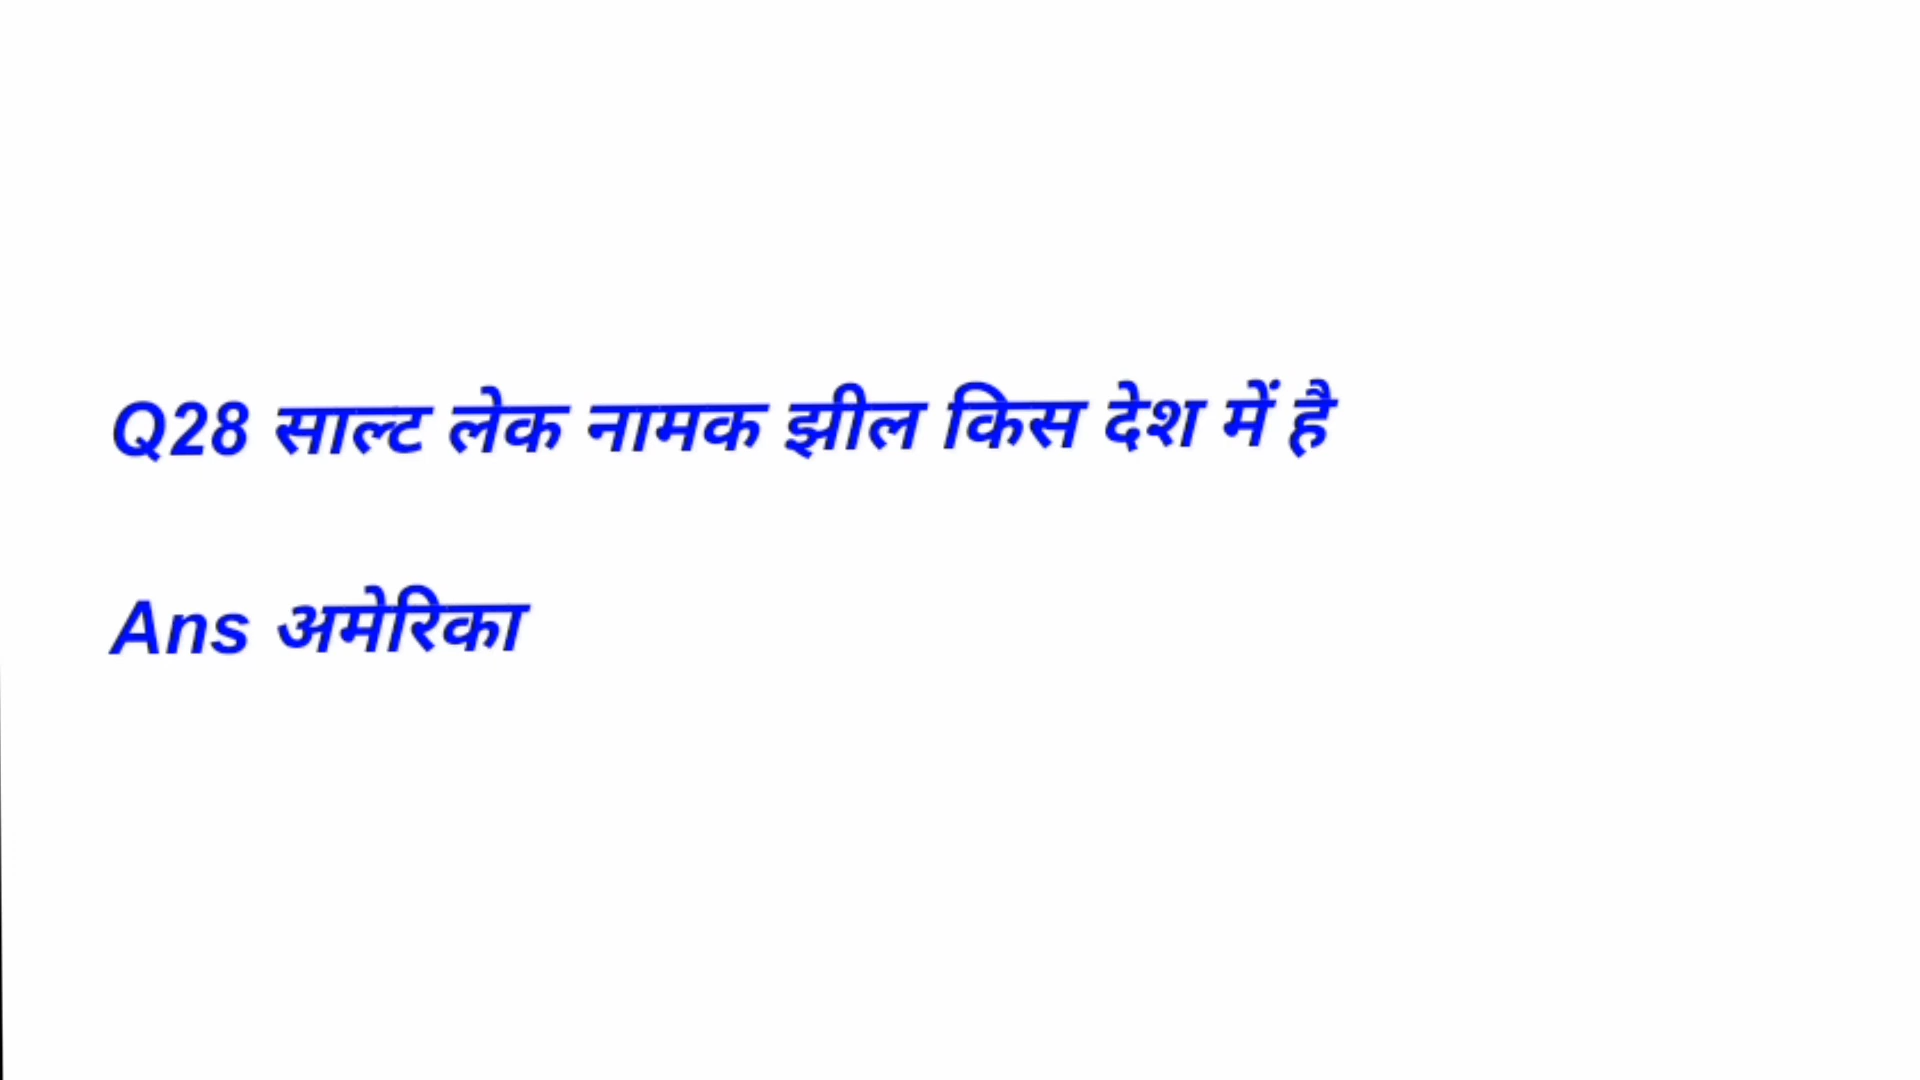 Q28 साल्ट लेक नामक झील किस देश में है
Ans अमेरिका